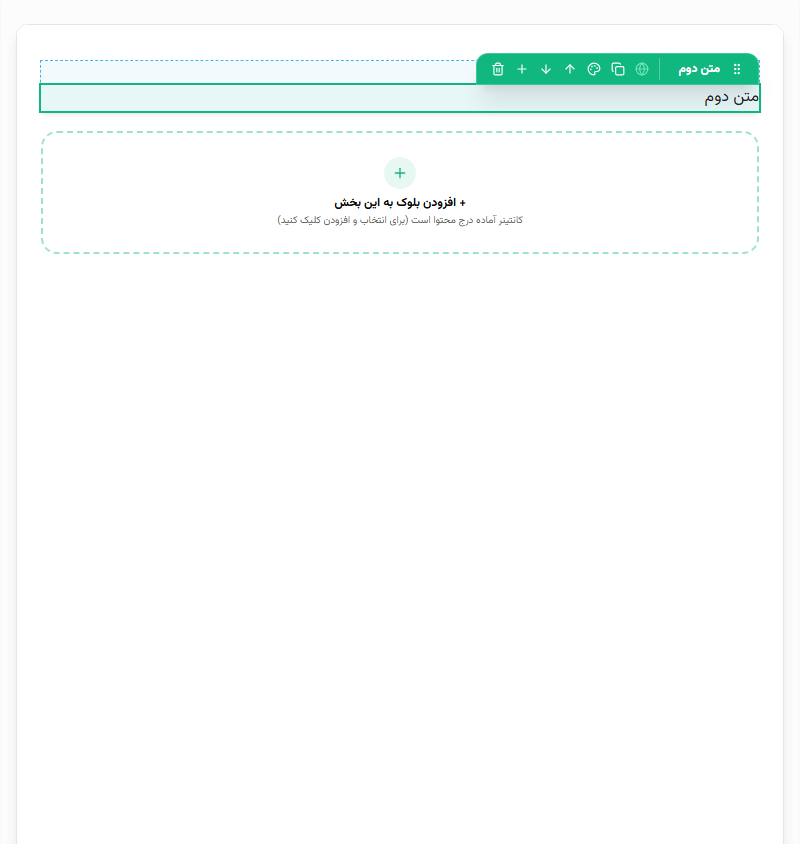 متن دوم
متن دوم
+ افزودن بلوک به این بخش
کانتینر آماده درج محتوا است (برای انتخاب و افزودن کلیک کنید)